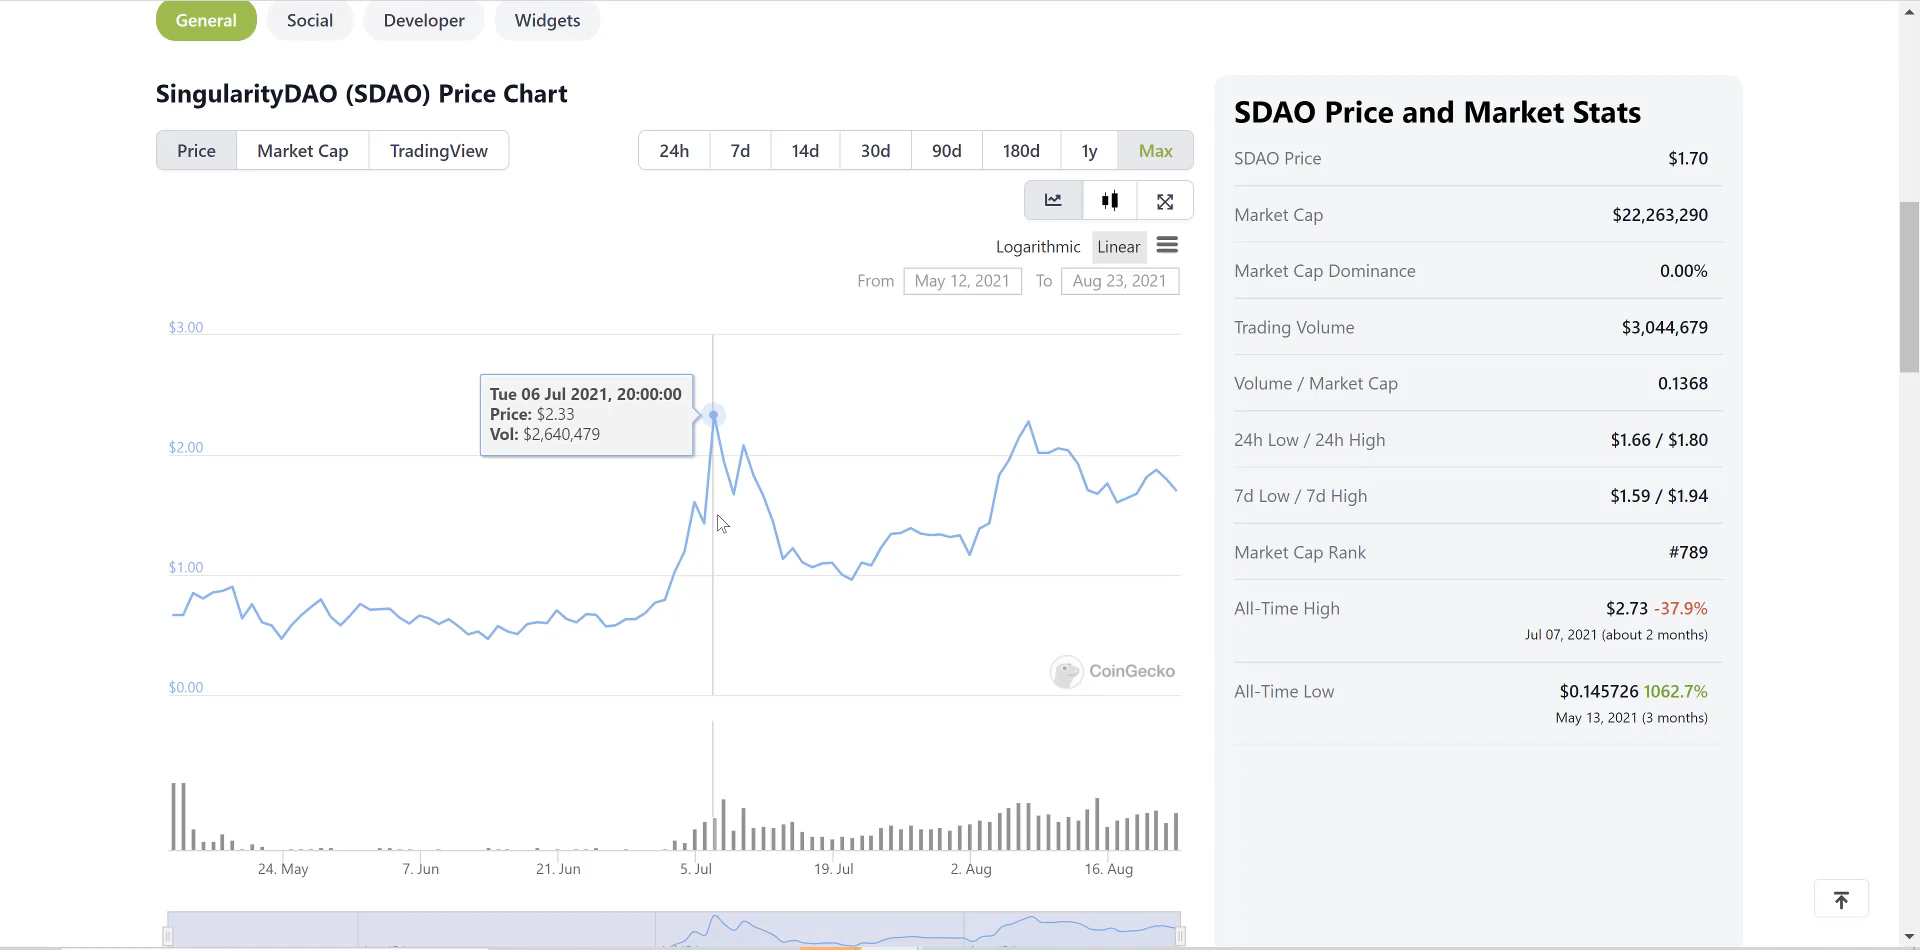 General Social Developer Widgets
SingularityDAO (SDAO) Price Chart
Price Market Cap TradingView
24h 7d 14d 30d 90d 180d 1y Max
Logarithmic Linear
From May 12, 2021 To Aug 23, 2021
$3.00
Tue 06 Jul 2021, 20:00:00
Price: $2.33
Vol: $2,640,479
$2.00
$1.00
CoinGecko
$0.00
24. May 7. Jun 21. Jun 5. Jul 19. Jul 2. Aug 16. Aug
SDAO Price and Market Stats
SDAO Price $1.70
Market Cap $22,263,290
Market Cap Dominance 0.00%
Trading Volume $3,044,679
Volume / Market Cap 0.1368
24h Low / 24h High $1.66 / $1.80
7d Low / 7d High $1.59 / $1.94
Market Cap Rank #789
All-Time High $2.73 -37.9%
Jul 07, 2021 (about 2 months)
All-Time Low $0.145726 1062.7%
May 13, 2021 (3 months)